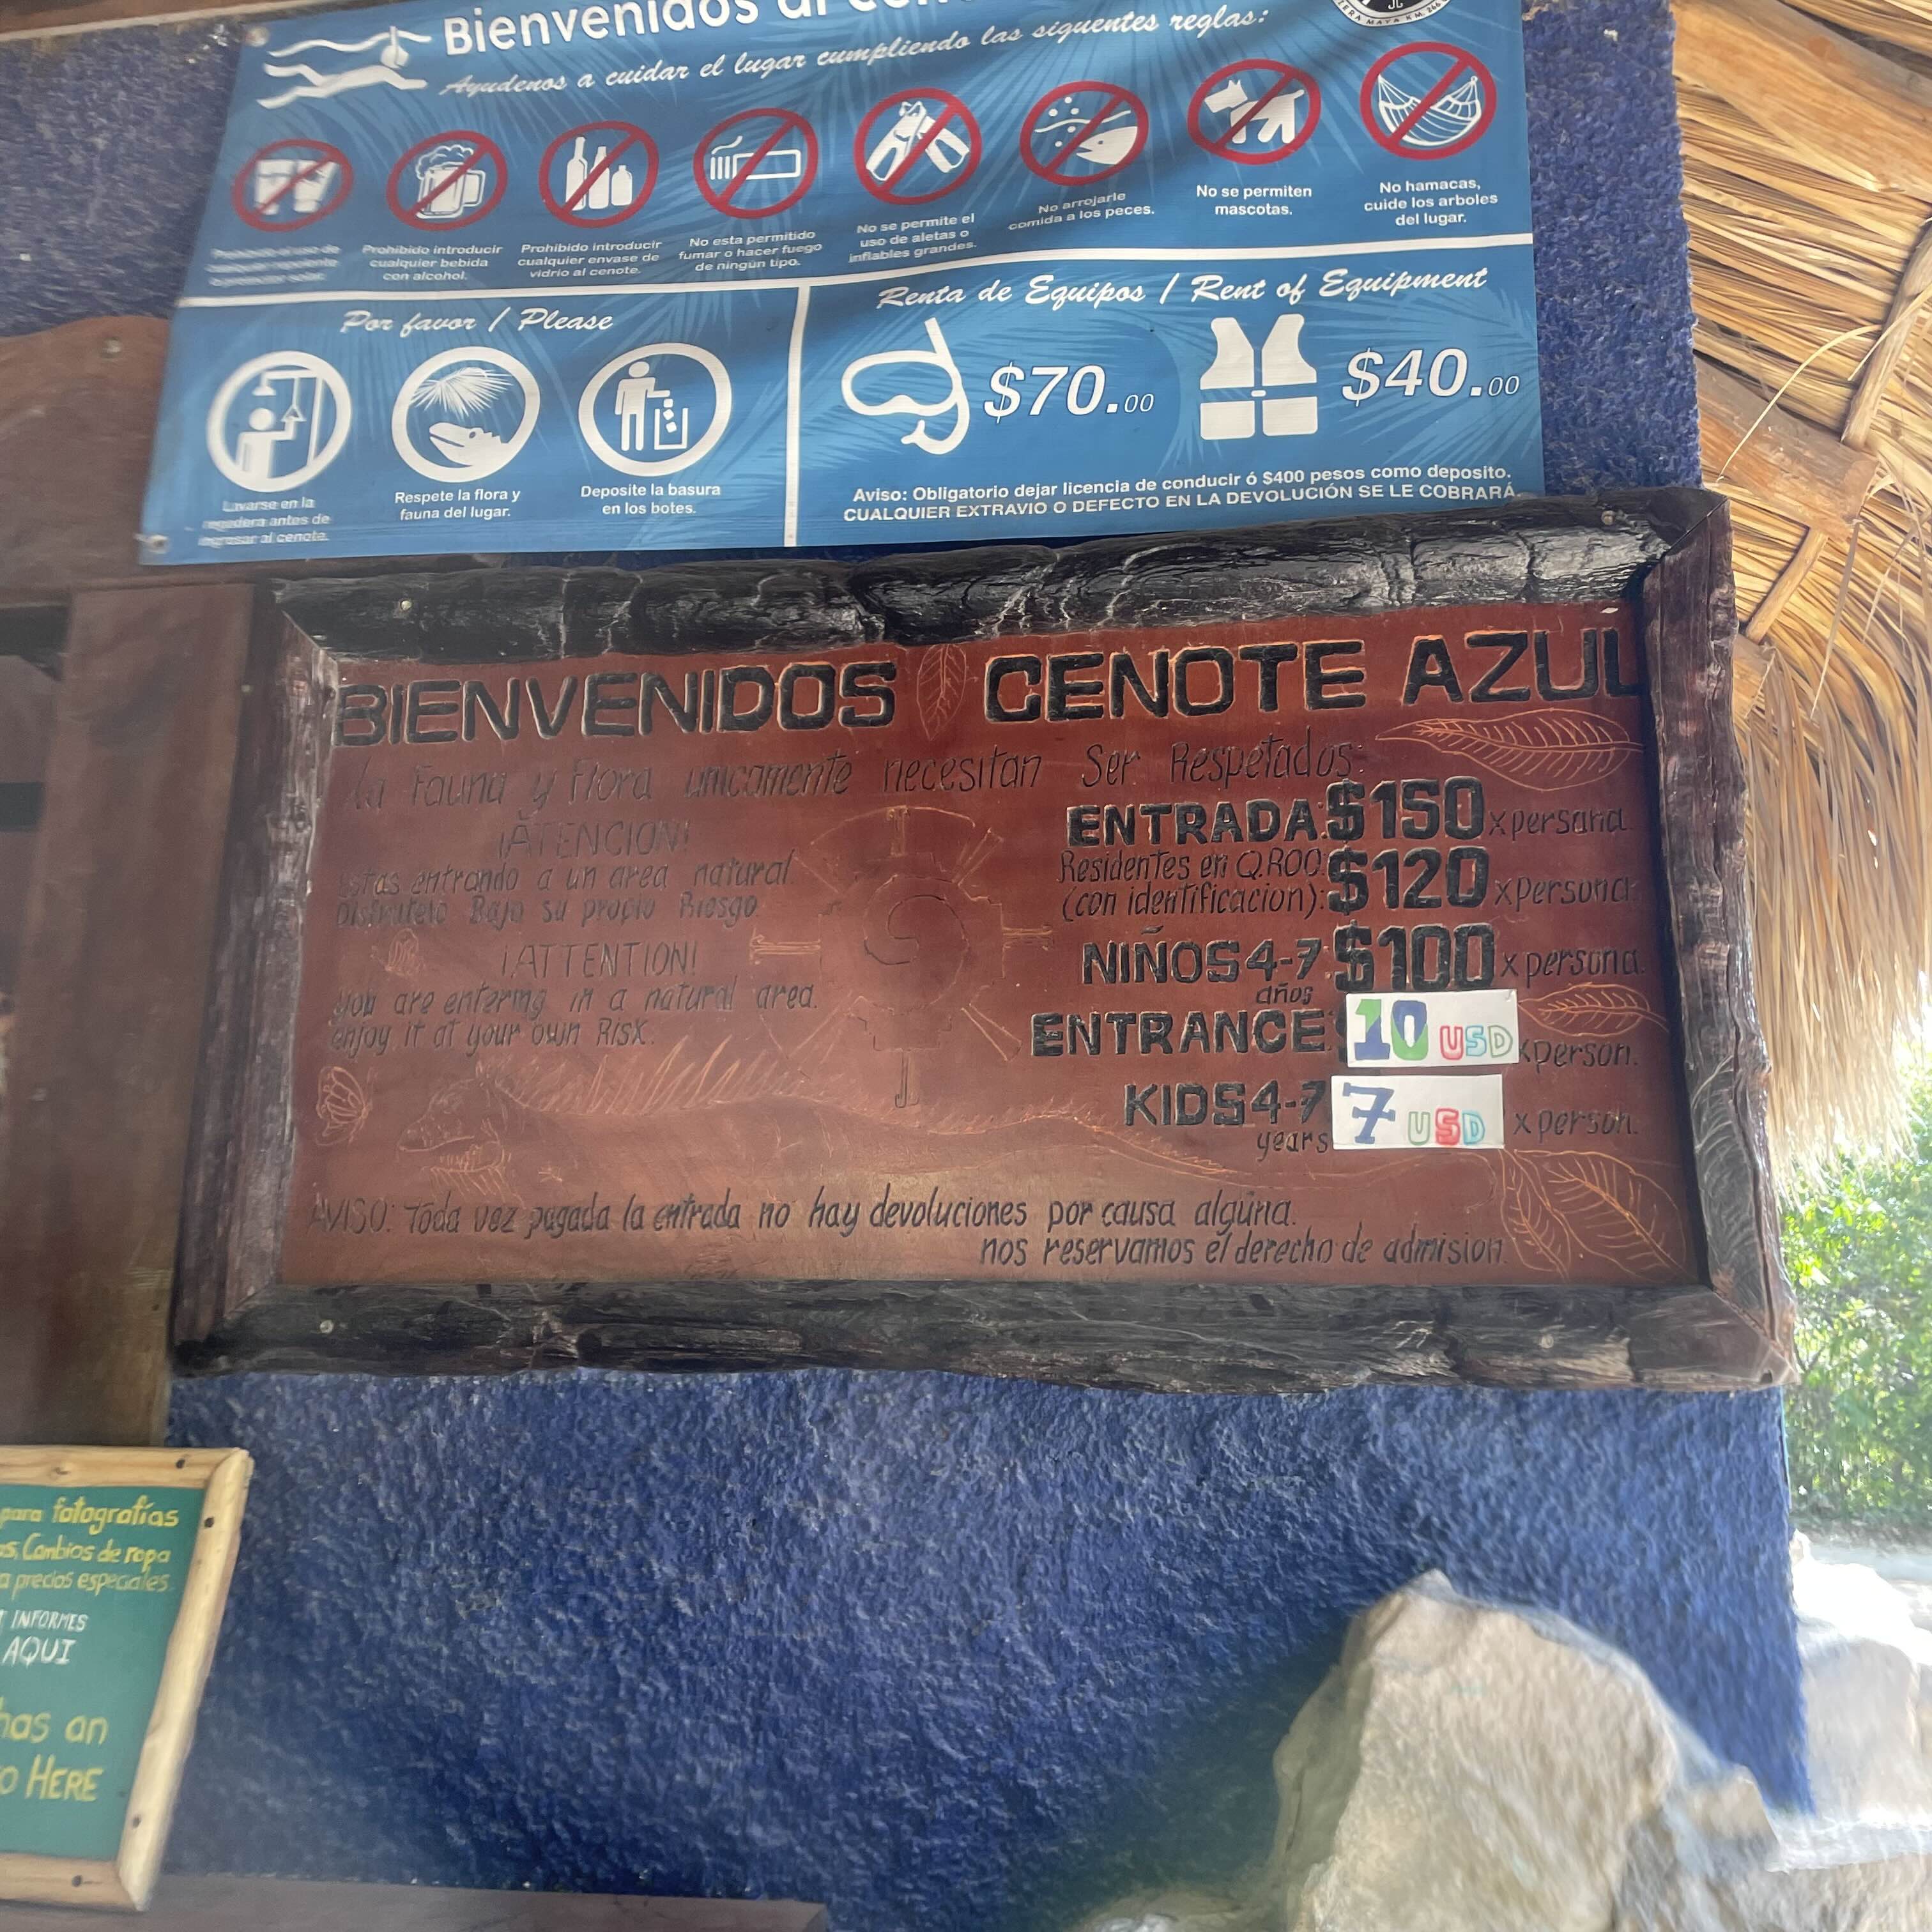 Bienvenidos al
Ayudenos a cuidar el lugar cumpliendo las siguientes reglas:
Prohibido introducir
cualquier bebida
con alcohol.
Prohibido introducir
cualquier envase de
vidrio al cenote.
No esta permitido
fumar o hacer fuego
de ningún tipo.
No se permite el
uso de aletas o
inflables grandes.
No arrojarle
comida a los peces.
No se permiten
mascotas.
No hamacas,
cuide los arboles
del lugar.
Por favor / Please
Lavarse en la
regadera antes de
ingresar al cenote.
Respete la flora y
fauna del lugar.
Deposite la basura
en los botes.
Renta de Equipos / Rent of Equipment
$70.00
$40.00
Aviso: Obligatorio dejar licencia de conducir ó $400 pesos como deposito.
CUALQUIER EXTRAVIO O DEFECTO EN LA DEVOLUCIÓN SE LE COBRARÁ
BIENVENIDOS CENOTE AZUL
La Fauna y Flora unicamente necesitan Ser Respetados:
¡ATENCION!
Estas entrando a un area natural.
Disfrutelo Bajo su propio Riesgo.
¡ATTENTION!
you are entering in a natural area.
enjoy it at your own Risk.
ENTRADA: $150 x persona.
Residentes en Q.ROO.
(con identificacion): $120 x persona.
NIÑOS 4-7 $100 x persona.
años
ENTRANCE: 10 USD x person.
KIDS 4-7 7 USD x person.
years
AVISO: Toda vez pagada la entrada no hay devoluciones por causa alguna.
nos reservamos el derecho de admision.
para fotografías
Cambios de ropa
a precios especiales.
INFORMES
AQUI
has an
HERE